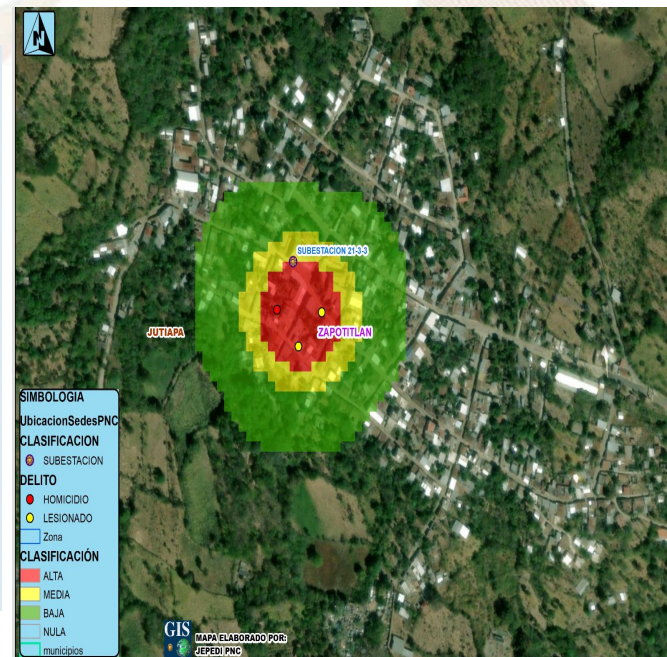 N
SUBESTACION 21-3-3
JUTIAPA
ZAPOTITLAN
SIMBOLOGIA
UbicacionSedesPNC
CLASIFICACION
SUBESTACION
DELITO
HOMICIDIO
LESIONADO
Zona
CLASIFICACIÓN
ALTA
MEDIA
BAJA
NULA
municipios
GIS
MAPA ELABORADO POR:
JEPEDI PNC